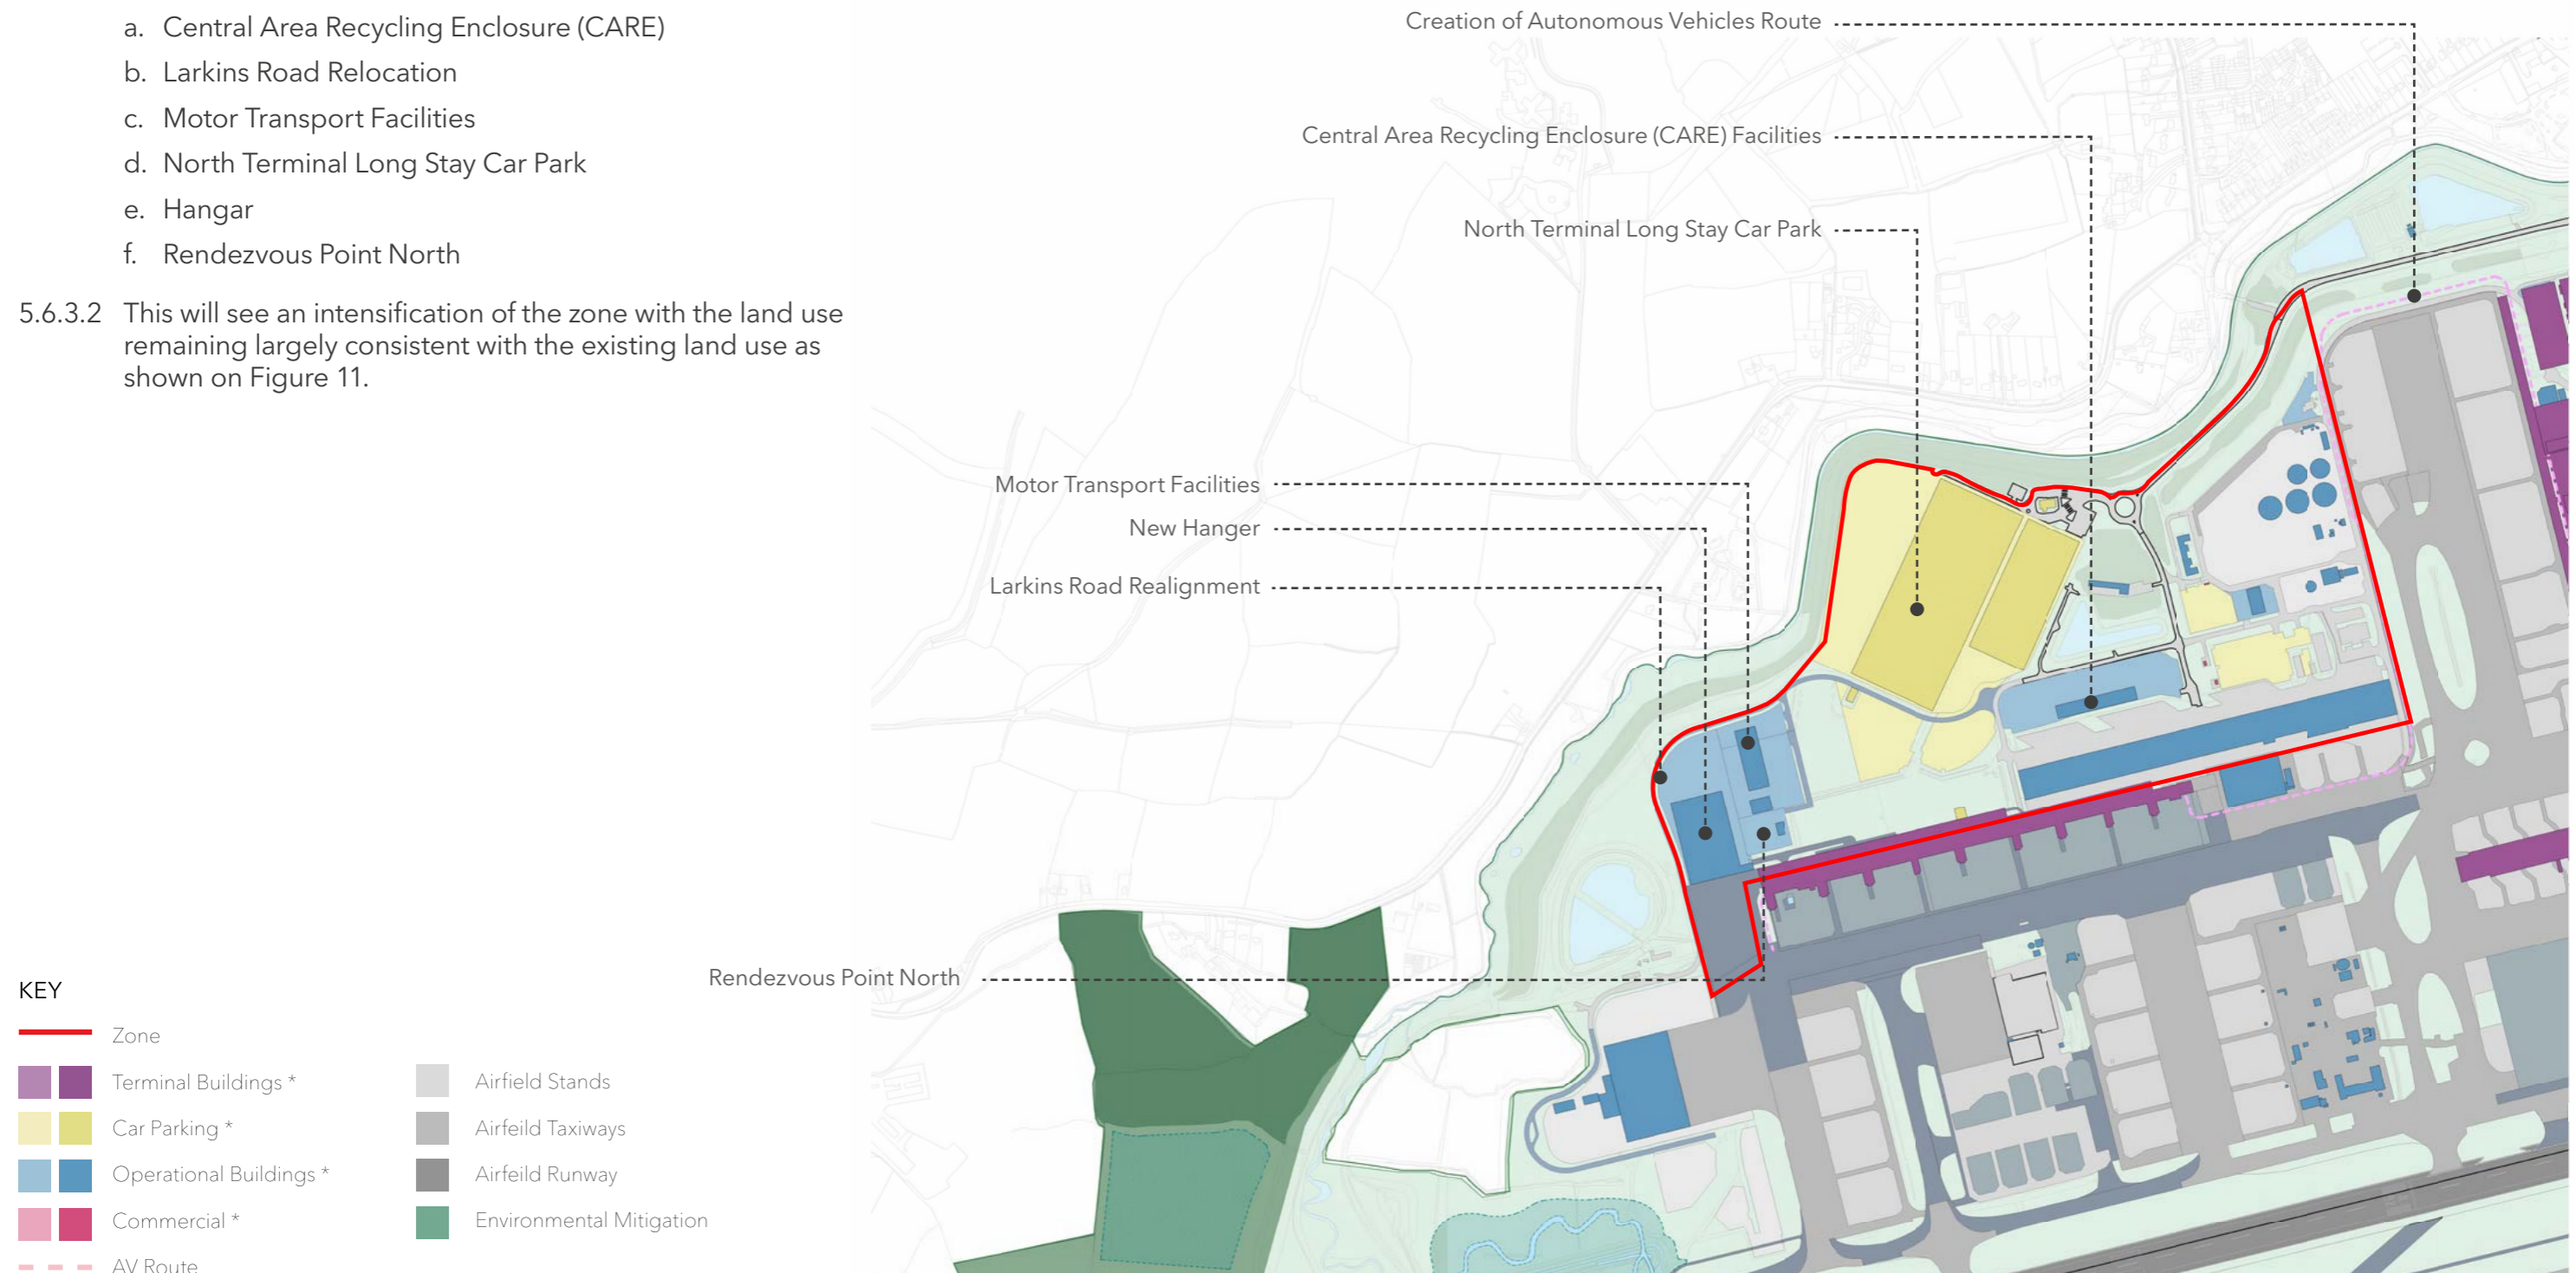 a. Central Area Recycling Enclosure (CARE)
b. Larkins Road Relocation
c. Motor Transport Facilities
d. North Terminal Long Stay Car Park
e. Hangar
f. Rendezvous Point North
5.6.3.2 This will see an intensification of the zone with the land use
remaining largely consistent with the existing land use as
shown on Figure 11.
Creation of Autonomous Vehicles Route
Central Area Recycling Enclosure (CARE) Facilities
North Terminal Long Stay Car Park
Motor Transport Facilities
New Hanger
Larkins Road Realignment
Rendezvous Point North
KEY
Zone
Terminal Buildings *
Car Parking *
Operational Buildings *
Commercial *
AV Route
Airfield Stands
Airfeild Taxiways
Airfeild Runway
Environmental Mitigation